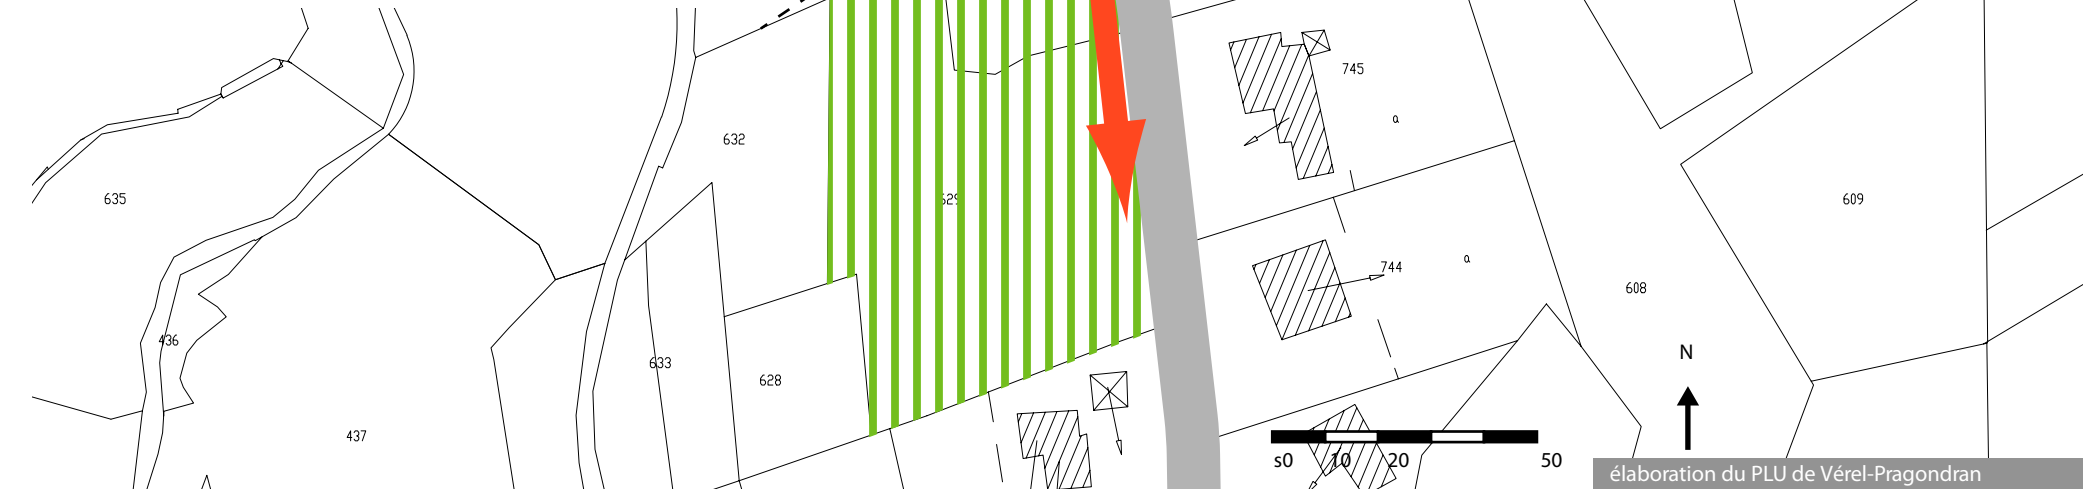 745
a
632
635
629
609
744
a
608
436
N
633
628
437
s0 10 20 50
élaboration du PLU de Vérel-Pragondran